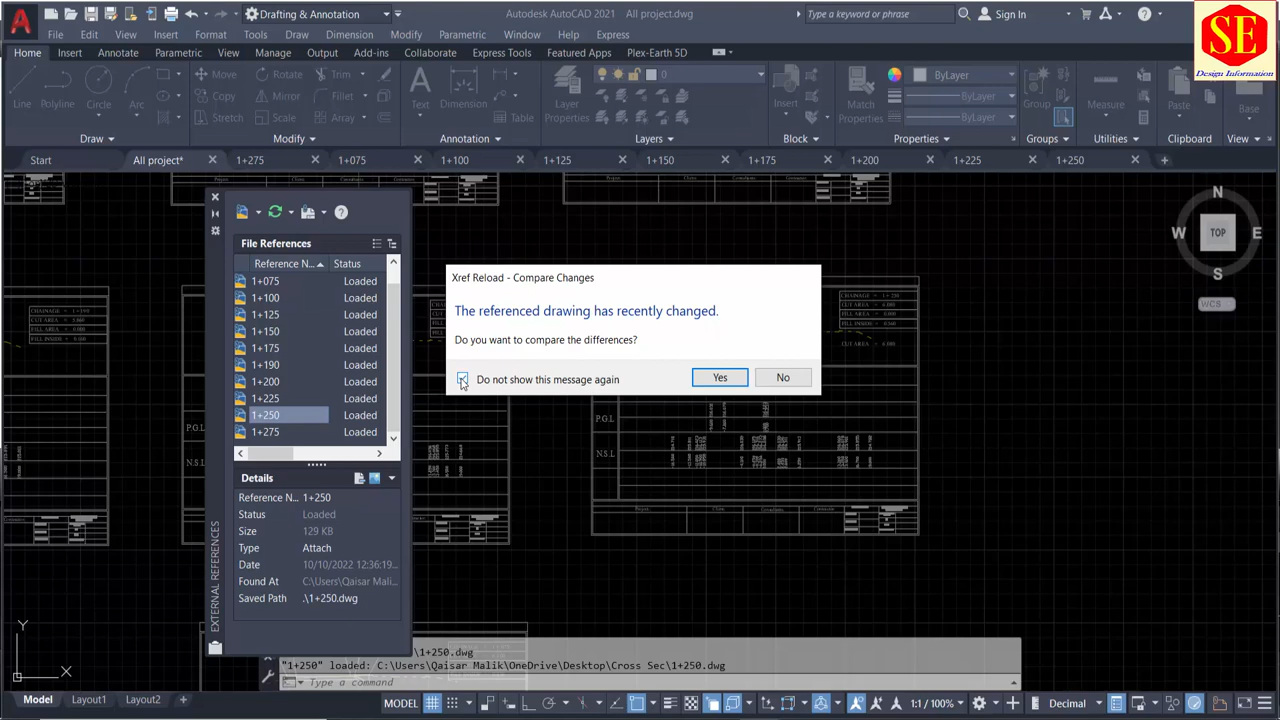 Drafting & Annotation
Autodesk AutoCAD 2021 All project.dwg
Type a keyword or phrase
Sign In
SE
Design Information
File Edit View Insert Format Tools Draw Dimension Modify Parametric Window Help Express
Home Insert Annotate Parametric View Manage Output Add-ins Collaborate Express Tools Featured Apps Plex-Earth 5D
Line Polyline Circle Arc
Move Rotate Trim
Copy Mirror Fillet
Stretch Scale Array
Text Dimension Table
Layer Properties
0
Insert
Match Properties
ByLayer
ByLayer
ByLayer
Group
Measure
Paste
Base
Draw Modify Annotation Layers Block Properties Groups Utilities Clipboard View
Start All project* 1+275 1+075 1+100 1+125 1+150 1+175 1+200 1+225 1+250
N
W TOP E
S
WCS
File References
Reference N... Status
1+075 Loaded
1+100 Loaded
1+125 Loaded
1+150 Loaded
1+175 Loaded
1+190 Loaded
1+200 Loaded
1+225 Loaded
1+250 Loaded
1+275 Loaded
Details
Reference N... 1+250
Status Loaded
Size 129 KB
Type Attach
Date 10/10/2022 12:36:19...
Found At C:\Users\Qaisar Mali...
Saved Path .\1+250.dwg
EXTERNAL REFERENCES
Xref Reload - Compare Changes
The referenced drawing has recently changed.
Do you want to compare the differences?
Do not show this message again
Yes No
P.G.L
N.S.L
Y
X
\1+250.dwg
"1+250" loaded: C:\Users\Qaisar Malik\OneDrive\Desktop\Cross Sec\1+250.dwg
Type a command
Model Layout1 Layout2
MODEL
1:1 / 100%
Decimal